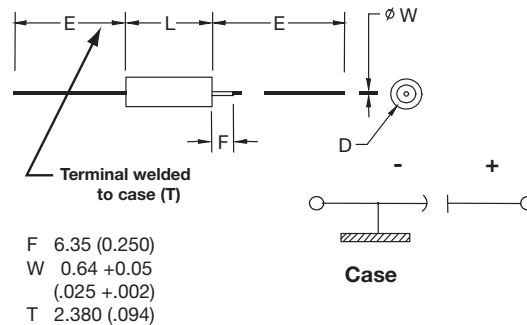 E L E
ø W
F
D
Terminal welded
to case (T)
- +
Case
F 6.35 (0.250)
W 0.64 +0.05
(.025 +.002)
T 2.380 (.094)